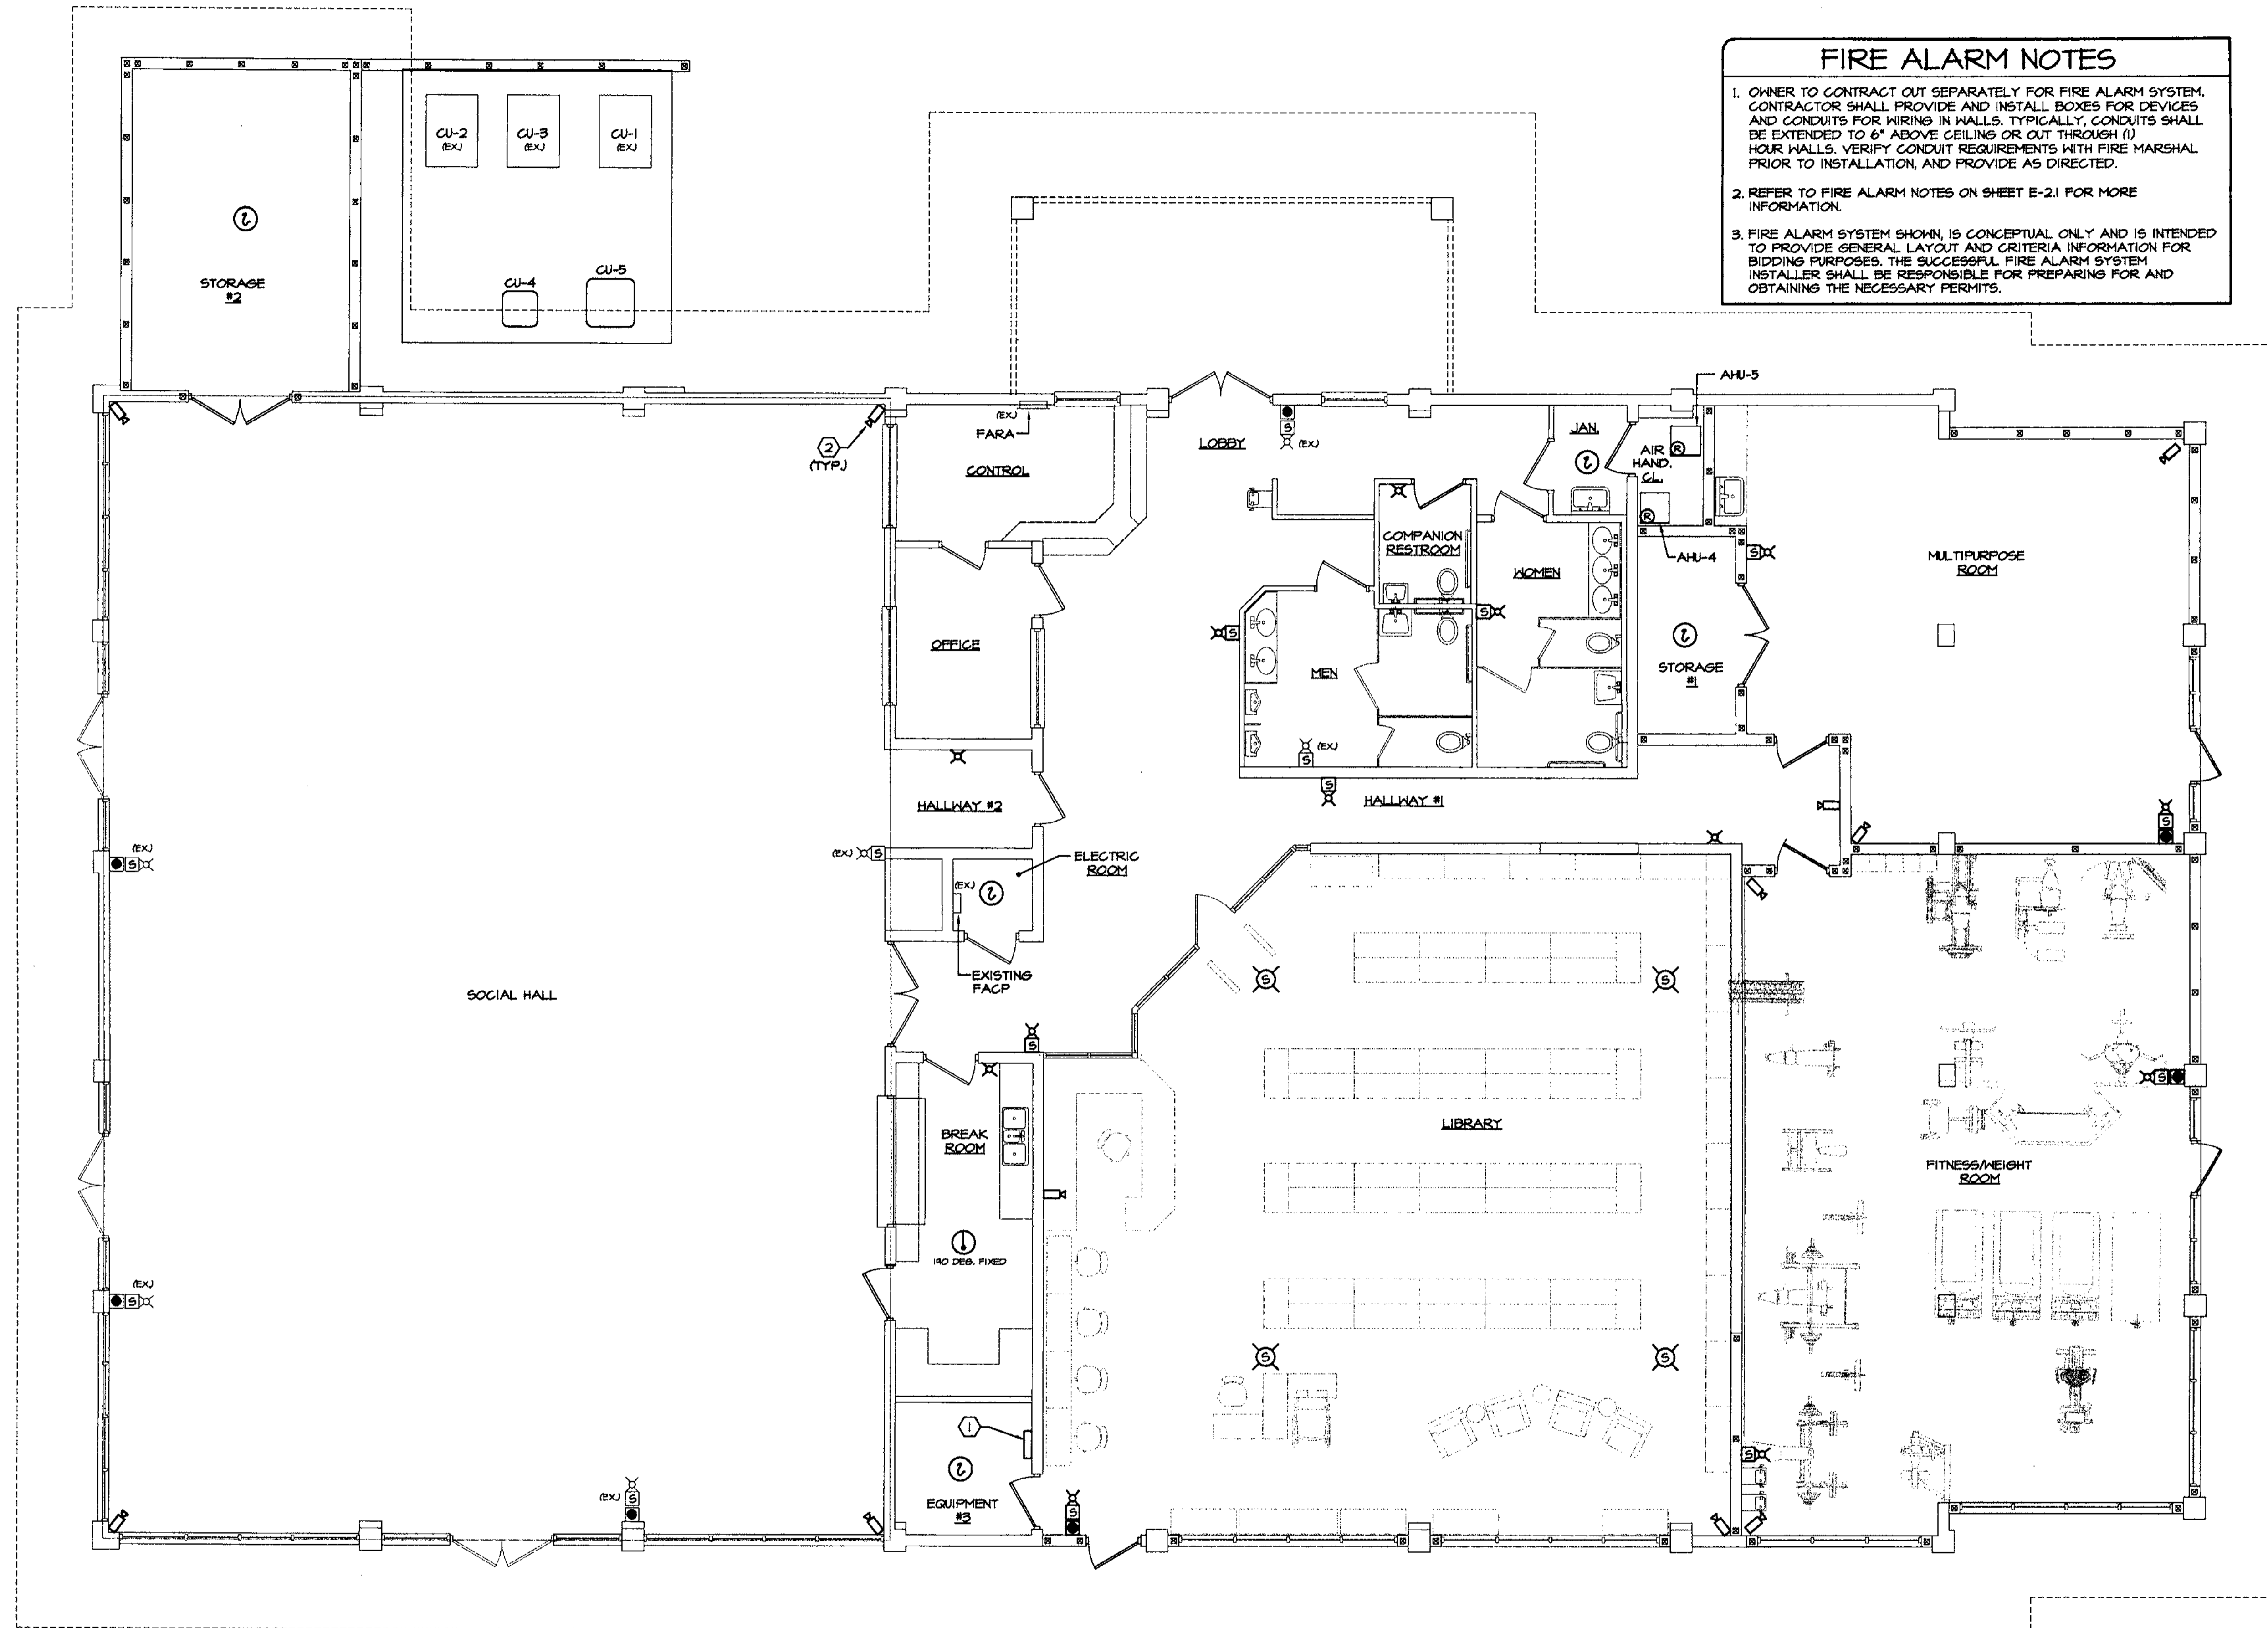 FIRE ALARM NOTES
1. OWNER TO CONTRACT OUT SEPARATELY FOR FIRE ALARM SYSTEM.
CONTRACTOR SHALL PROVIDE AND INSTALL BOXES FOR DEVICES
AND CONDUITS FOR WIRING IN WALLS. TYPICALLY, CONDUITS SHALL
BE EXTENDED TO 6" ABOVE CEILING OR OUT THROUGH (1)
HOUR WALLS. VERIFY CONDUIT REQUIREMENTS WITH FIRE MARSHAL
PRIOR TO INSTALLATION, AND PROVIDE AS DIRECTED.
2. REFER TO FIRE ALARM NOTES ON SHEET E-2.1 FOR MORE
INFORMATION.
3. FIRE ALARM SYSTEM SHOWN, IS CONCEPTUAL ONLY AND IS INTENDED
TO PROVIDE GENERAL LAYOUT AND CRITERIA INFORMATION FOR
BIDDING PURPOSES. THE SUCCESSFUL FIRE ALARM SYSTEM
INSTALLER SHALL BE RESPONSIBLE FOR PREPARING FOR AND
OBTAINING THE NECESSARY PERMITS.
CU-2
(EX.)
CU-3
(EX.)
CU-1
(EX.)
CU-4
CU-5
STORAGE
#2
2
(TYP.)
(EX.)
FARA
CONTROL
LOBBY
S
(EX.)
JAN.
AHU-5
AIR
HAND.
CL.
R
R
AHU-4
S
COMPANION
RESTROOM
WOMEN
S
MULTIPURPOSE
ROOM
OFFICE
S
MEN
S
(EX.)
STORAGE
#1
HALLWAY #2
S
HALLWAY #1
S
(EX.)
S
(EX.)
S
ELECTRIC
ROOM
(EX.)
EXISTING
FACP
SOCIAL HALL
S
S
S
S
BREAK
ROOM
LIBRARY
FITNESS/WEIGHT
ROOM
190 DEG. FIXED
(EX.)
S
S
S
1
S
EQUIPMENT
#3
S
(EX.)
S